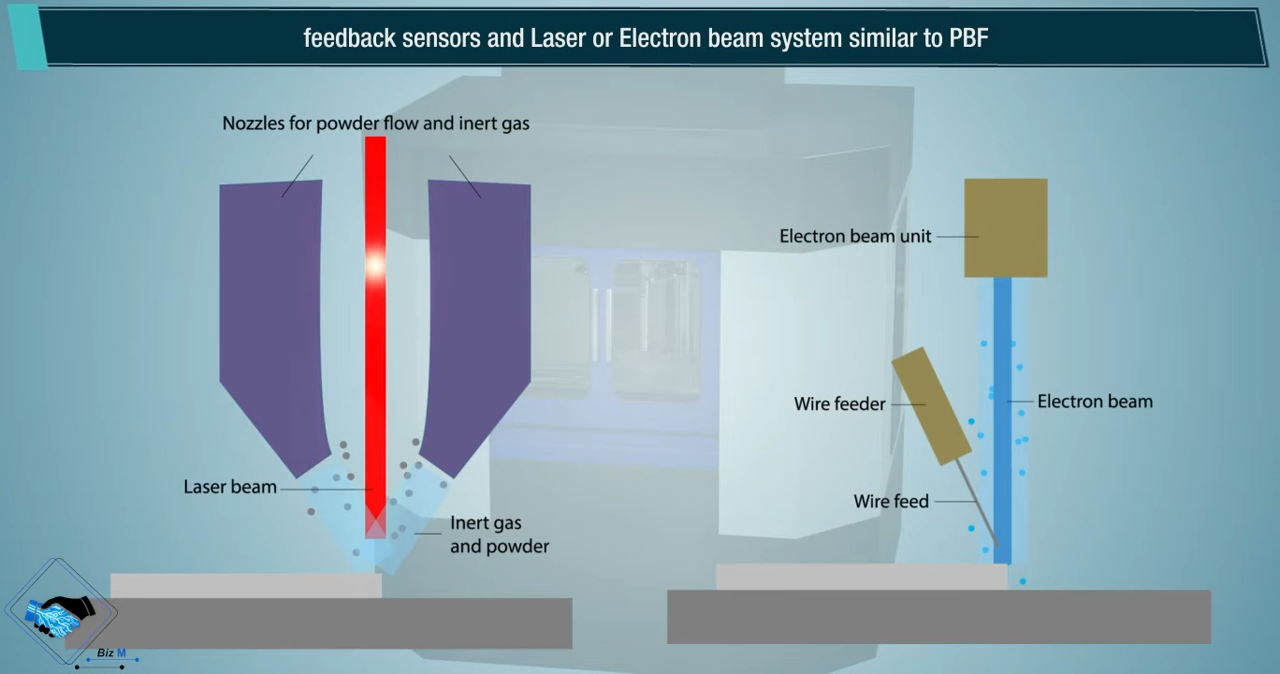 feedback sensors and Laser or Electron beam system similar to PBF
Nozzles for powder flow and inert gas
Laser beam
Inert gas
and powder
Electron beam unit
Wire feeder
Electron beam
Wire feed
Biz M